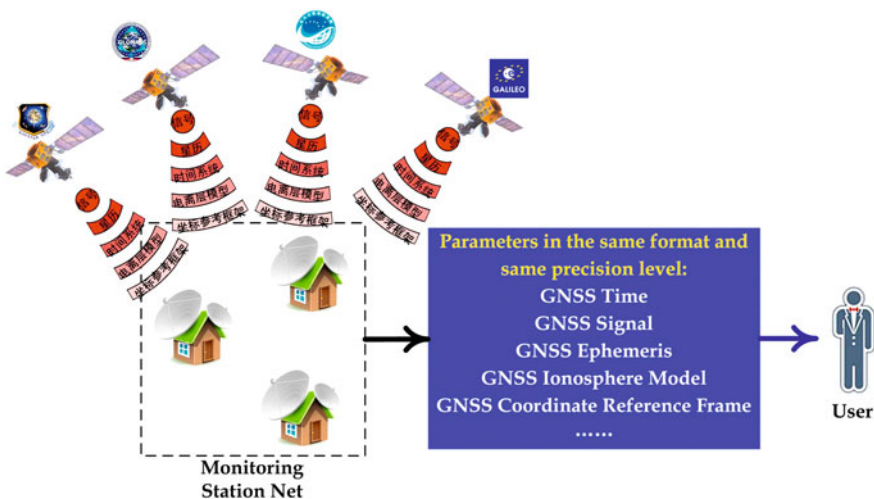 GALILEO
信号
星历
时间系统
电离层模型
坐标参考框架
信号
星历
时间系统
电离层模型
坐标参考框架
信号
星历
时间系统
电离层模型
坐标参考框架
信号
星历
时间系统
电离层模型
坐标参考框架
Parameters in the same format and
same precision level:
GNSS Time
GNSS Signal
GNSS Ephemeris
GNSS Ionosphere Model
GNSS Coordinate Reference Frame
......
User
Monitoring
Station Net